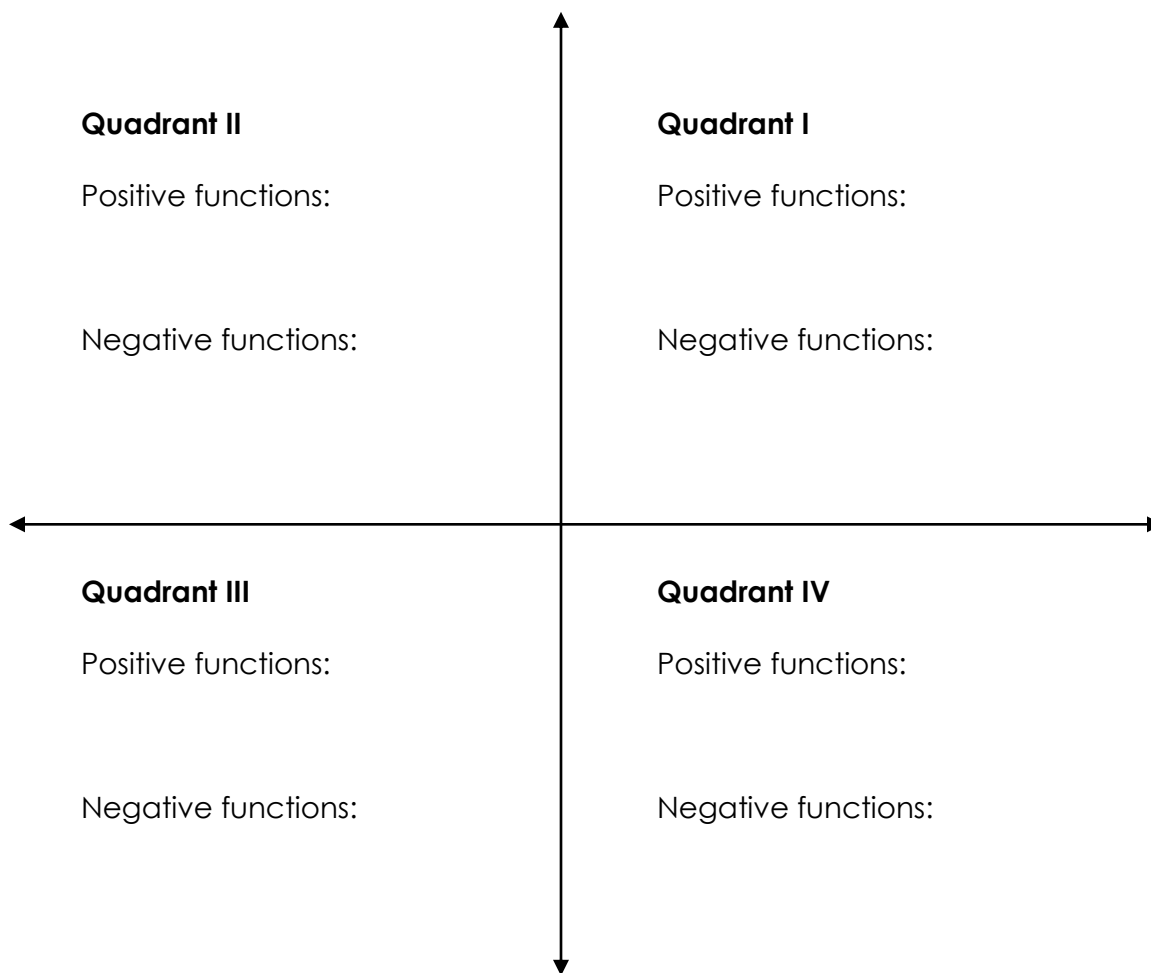 Quadrant II
Positive functions:
Negative functions:
Quadrant I
Positive functions:
Negative functions:
Quadrant III
Positive functions:
Negative functions:
Quadrant IV
Positive functions:
Negative functions: